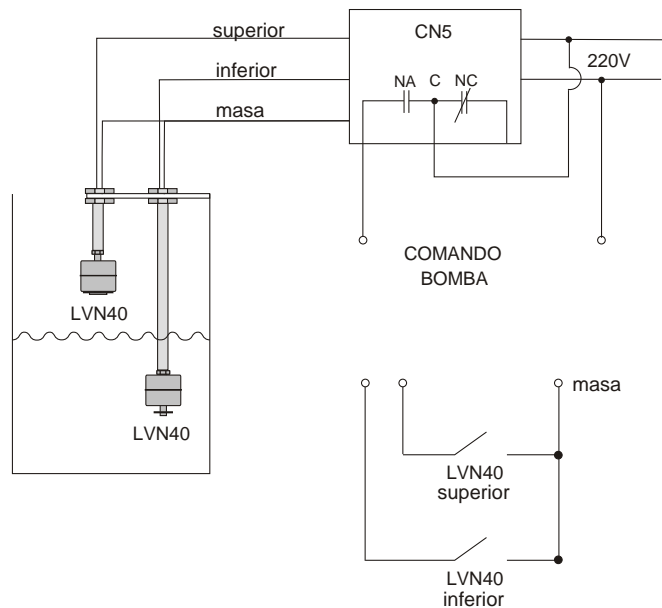 superior
CN5
220V
inferior
NA C NC
masa
COMANDO
BOMBA
LVN40
LVN40
masa
LVN40
superior
LVN40
inferior